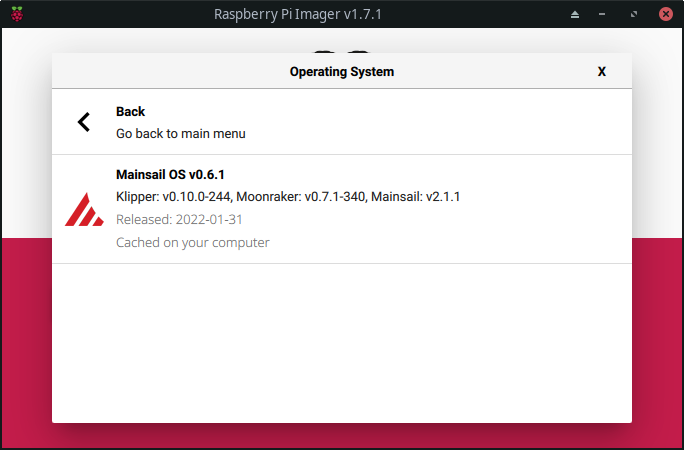 Raspberry Pi Imager v1.7.1
Operating System
X
Back
Go back to main menu
Mainsail OS v0.6.1
Klipper: v0.10.0-244, Moonraker: v0.7.1-340, Mainsail: v2.1.1
Released: 2022-01-31
Cached on your computer